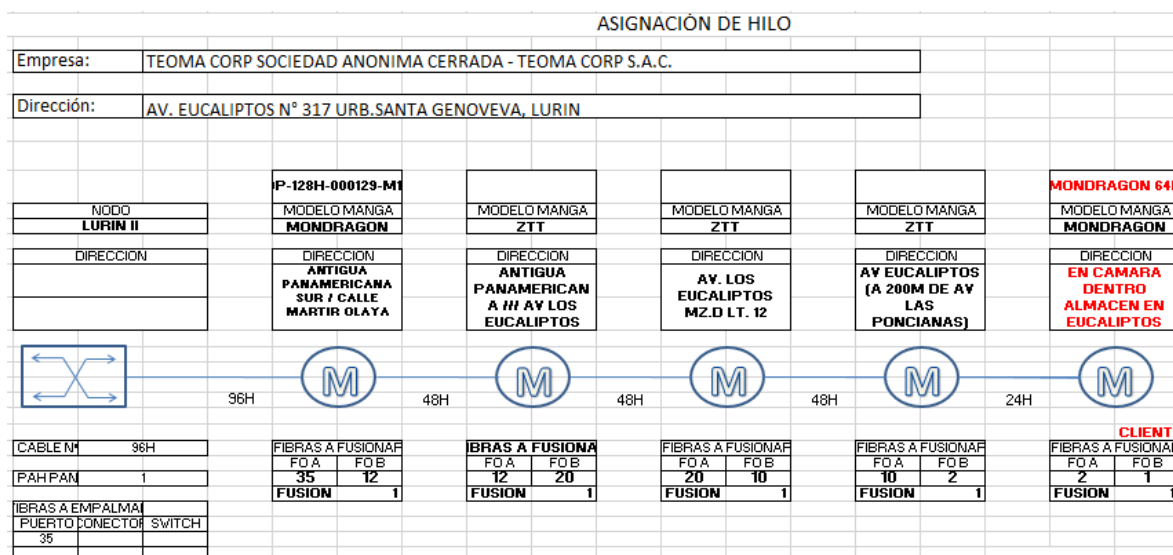 ASIGNACIÓN DE HILO
Empresa: TEOMA CORP SOCIEDAD ANONIMA CERRADA - TEOMA CORP S.A.C.
Dirección: AV. EUCALIPTOS N° 317 URB.SANTA GENOVEVA, LURIN
P-128H-000129-M1 MONDRAGON 64
NODO MODELO MANGA MODELO MANGA MODELO MANGA MODELO MANGA MODELO MANGA
LURIN II MONDRAGON ZTT ZTT ZTT MONDRAGON
DIRECCION DIRECCION DIRECCION DIRECCION DIRECCION DIRECCION
ANTIGUA
PANAMERICANA
SUR / CALLE
MARTIR OLAYA
ANTIGUA
PANAMERICAN
A /// AV LOS
EUCALIPTOS
AV. LOS
EUCALIPTOS
MZ.D LT. 12
AV EUCALIPTOS
(A 200M DE AV
LAS
PONCIANAS)
EN CAMARA
DENTRO
ALMACEN EN
EUCALIPTOS
M M M M M
96H 48H 48H 48H 24H
CLIENT
CABLE N° 96H FIBRAS A FUSIONAR IBRAS A FUSIONA FIBRAS A FUSIONAR FIBRAS A FUSIONAR FIBRAS A FUSIONAR
FO A FO B FO A FO B FO A FO B FO A FO B FO A FO B
PAH PAN 1 35 12 12 20 20 10 10 2 2 1
FUSION 1 FUSION 1 FUSION 1 FUSION 1 FUSION 1
IBRAS A EMPALMA
PUERTO CONECTOR SWITCH
35